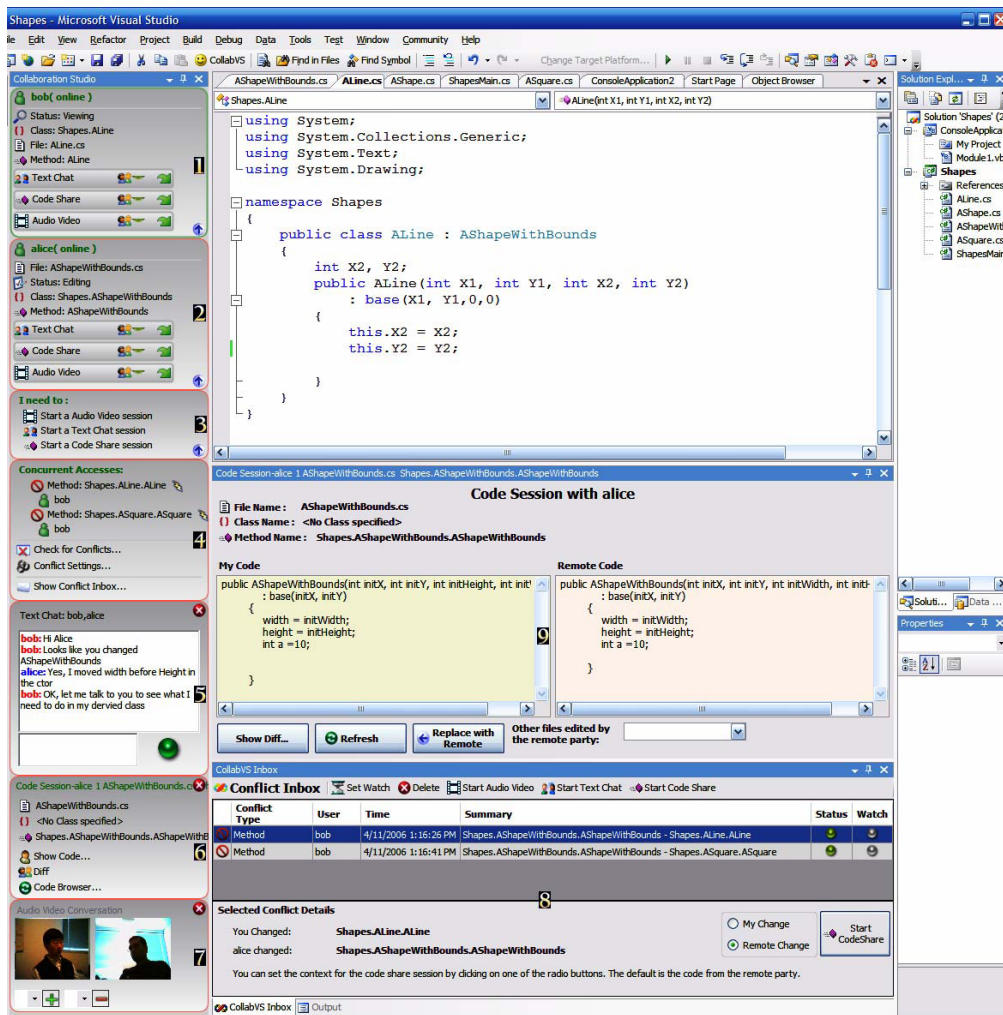 Shapes - Microsoft Visual Studio
ile Edit View Refactor Project Build Debug Data Tools Test Window Community Help
CollabVS Find in Files Find Symbol Change Target Platform...
Collaboration Studio
bob( online )
Status: Viewing
Class: Shapes.ALine
File: ALine.cs
Method: ALine
1
Text Chat
Code Share
Audio Video
alice( online )
File: AShapeWithBounds.cs
Status: Editing
Class: Shapes.AShapeWithBounds
Method: AShapeWithBounds
2
Text Chat
Code Share
Audio Video
I need to :
Start a Audio Video session
3
Start a Text Chat session
Start a Code Share session
Concurrent Accesses:
Method: Shapes.ALine.ALine
bob
Method: Shapes.ASquare.ASquare
bob
4
Check for Conflicts...
Conflict Settings...
Show Conflict Inbox...
Text Chat: bob,alice
bob: Hi Alice
bob: Looks like you changed
AShapeWithBounds
alice: Yes, I moved width before Height in
the ctor
bob: OK, let me talk to you to see what I
need to do in my dervied class
5
Code Session-alice 1 AShapeWithBounds.cs
AShapeWithBounds.cs
<No Class specified>
Shapes.AShapeWithBounds.AShapeWithB
6
Show Code...
Diff
Code Browser...
Audio Video Conversation
7
AShapeWithBounds.cs ALine.cs AShape.cs ShapesMain.cs ASquare.cs ConsoleApplication2 Start Page Object Browser
Shapes.ALine ALine(int X1, int Y1, int X2, int Y2)
using System;
using System.Collections.Generic;
using System.Text;
using System.Drawing;
namespace Shapes
{
public class ALine : AShapeWithBounds
{
int X2, Y2;
public ALine(int X1, int Y1, int X2, int Y2)
: base(X1, Y1,0,0)
{
this.X2 = X2;
this.Y2 = Y2;
}
}
}
Code Session-alice 1 AShapeWithBounds.cs Shapes.AShapeWithBounds.AShapeWithBounds
Code Session with alice
File Name : AShapeWithBounds.cs
Class Name : <No Class specified>
Method Name : Shapes.AShapeWithBounds.AShapeWithBounds
My Code
public AShapeWithBounds(int initX, int initY, int initHeight, int init
: base(initX, initY)
{
width = initWidth;
height = initHeight;
int a =10;
}
9
Remote Code
public AShapeWithBounds(int initX, int initY, int initWidth, int init
: base(initX, initY)
{
width = initWidth;
height = initHeight;
int a =10;
}
Show Diff...
Refresh
Replace with
Remote
Other files edited by
the remote party:
CollabVS Inbox
Conflict Inbox Set Watch Delete Start Audio Video Start Text Chat Start Code Share
Conflict Type User Time Summary Status Watch
Method bob 4/11/2006 1:16:26 PM Shapes.AShapeWithBounds.AShapeWithBounds - Shapes.ALine.ALine
Method bob 4/11/2006 1:16:41 PM Shapes.AShapeWithBounds.AShapeWithBounds - Shapes.ASquare.ASquare
8
Selected Conflict Details
You Changed: Shapes.ALine.ALine
alice changed: Shapes.AShapeWithBounds.AShapeWithBounds
My Change
Remote Change
Start
CodeShare
You can set the context for the code share session by clicking on one of the radio buttons. The default is the code from the remote party.
CollabVS Inbox Output
Solution Expl...
Solution 'Shapes' (2
ConsoleApplica
My Project
Module1.vb
Shapes
References
ALine.cs
AShape.cs
AShapeWit
ASquare.cs
ShapesMair
Soluti... Data ...
Properties